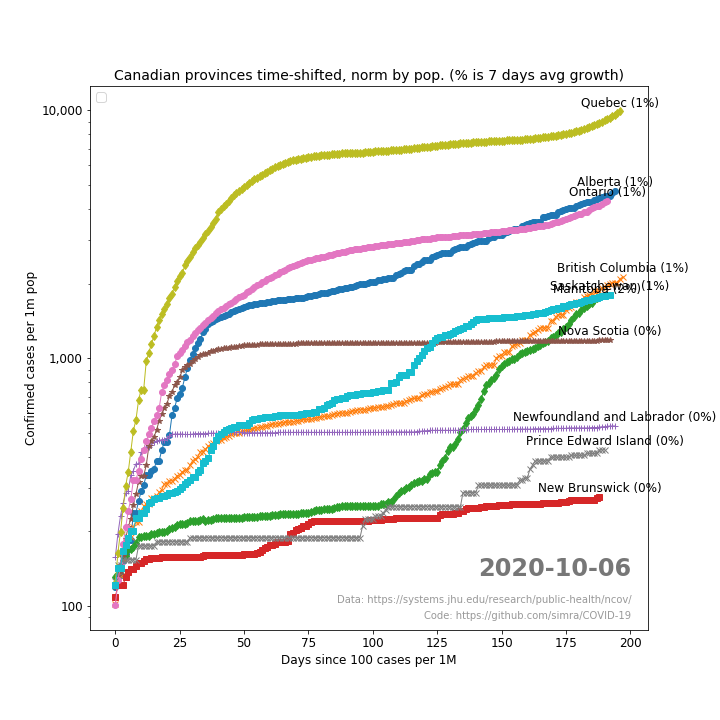 Canadian provinces time-shifted, norm by pop. (% is 7 days avg growth)
Confirmed cases per 1m pop
10,000
1,000
100
Quebec (1%)
Alberta (1%)
Ontario (1%)
British Columbia (1%)
Saskatchewan (1%)
Manitoba (2%)
Nova Scotia (0%)
Newfoundland and Labrador (0%)
Prince Edward Island (0%)
New Brunswick (0%)
2020-10-06
Data: https://systems.jhu.edu/research/public-health/ncov/
Code: https://github.com/simra/COVID-19
0 25 50 75 100 125 150 175 200
Days since 100 cases per 1M